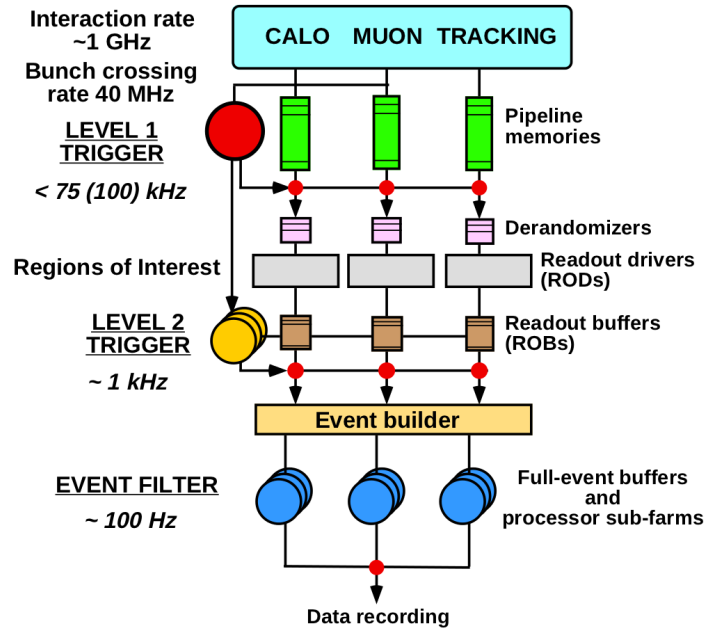 Interaction rate
~1 GHz
CALO MUON TRACKING
Bunch crossing
rate 40 MHz
LEVEL 1
TRIGGER
Pipeline
memories
< 75 (100) kHz
Derandomizers
Regions of Interest
Readout drivers
(RODs)
LEVEL 2
TRIGGER
Readout buffers
(ROBs)
~ 1 kHz
Event builder
EVENT FILTER
~ 100 Hz
Full-event buffers
and
processor sub-farms
Data recording